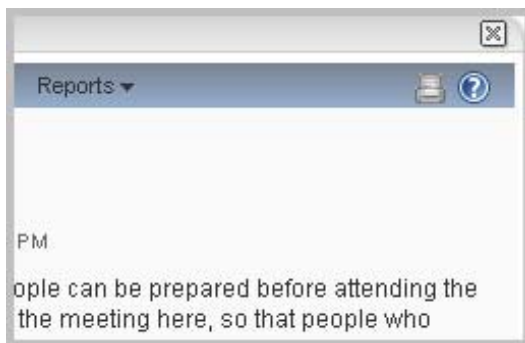 Reports
PM
ople can be prepared before attending the
the meeting here, so that people who